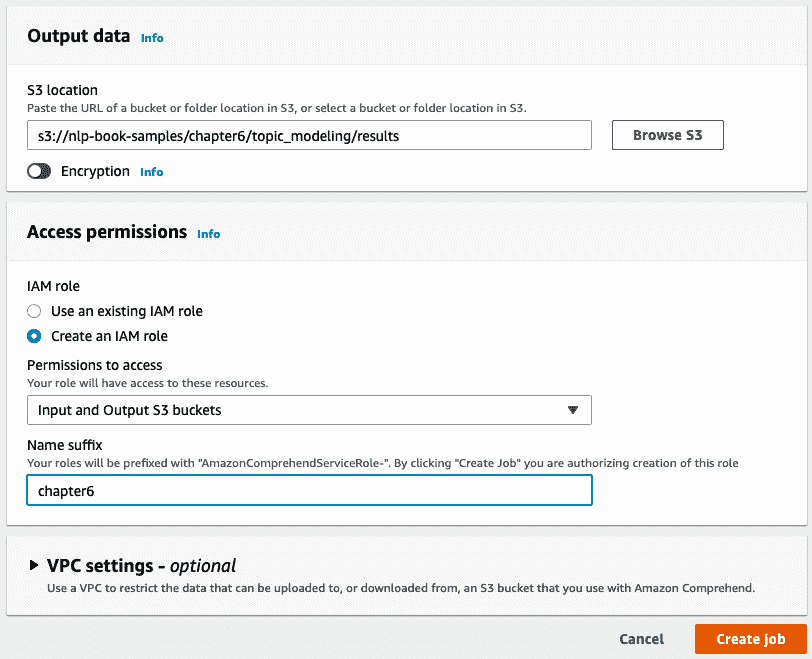 Output data Info
S3 location
Paste the URL of a bucket or folder location in S3, or select a bucket or folder location in S3.
s3://nlp-book-samples/chapter6/topic_modeling/results
Browse S3
Encryption Info
Access permissions Info
IAM role
Use an existing IAM role
Create an IAM role
Permissions to access
Your role will have access to these resources.
Input and Output S3 buckets
Name suffix
Your roles will be prefixed with "AmazonComprehendServiceRole-". By clicking "Create Job" you are authorizing creation of this role
chapter6
VPC settings - optional
Use a VPC to restrict the data that can be uploaded to, or downloaded from, an S3 bucket that you use with Amazon Comprehend.
Cancel
Create job